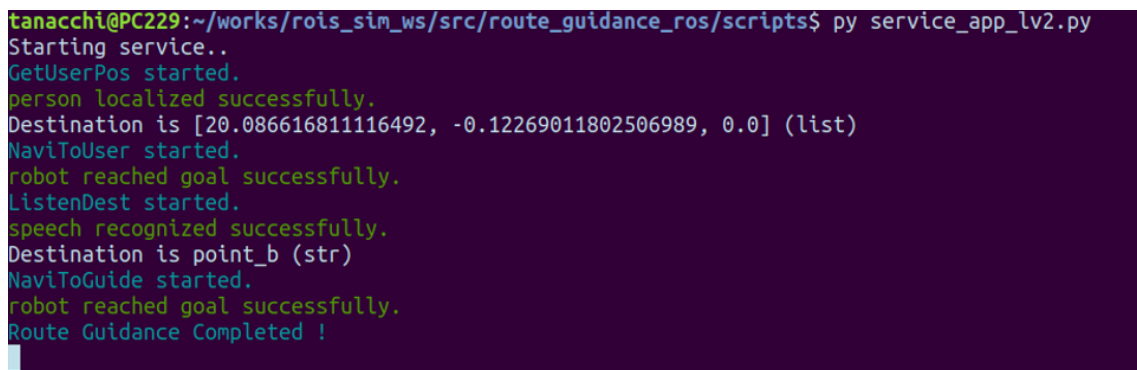 tanacchi@PC229:~/works/rois_sim_ws/src/route_guidance_ros/scripts$ py service_app_lv2.py
Starting service..
GetUserPos started.
person localized successfully.
Destination is [20.086616811116492, -0.12269011802506989, 0.0] (list)
NaviToUser started.
robot reached goal successfully.
ListenDest started.
speech recognized successfully.
Destination is point_b (str)
NaviToGuide started.
robot reached goal successfully.
Route Guidance Completed !